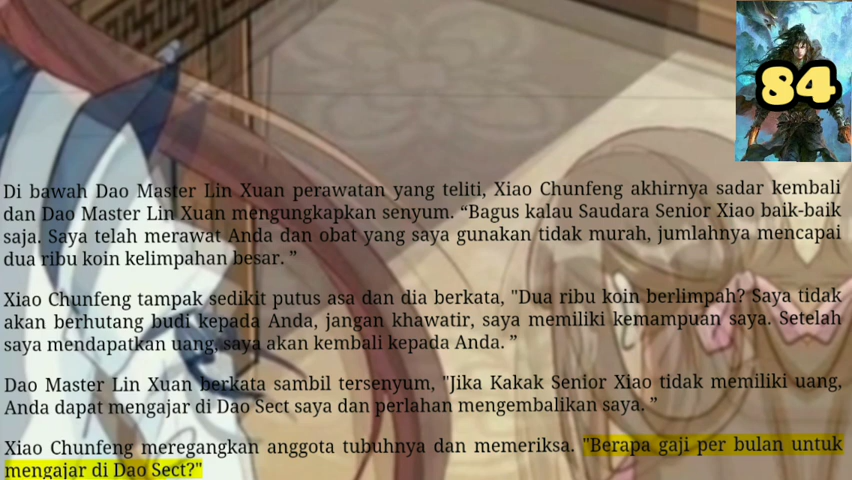 84
Di bawah Dao Master Lin Xuan perawatan yang teliti, Xiao Chunfeng akhirnya sadar kembali
dan Dao Master Lin Xuan mengungkapkan senyum. “Bagus kalau Saudara Senior Xiao baik-baik
saja. Saya telah merawat Anda dan obat yang saya gunakan tidak murah, jumlahnya mencapai
dua ribu koin kelimpahan besar. ”
Xiao Chunfeng tampak sedikit putus asa dan dia berkata, "Dua ribu koin berlimpah? Saya tidak
akan berhutang budi kepada Anda, jangan khawatir, saya memiliki kemampuan saya. Setelah
saya mendapatkan uang, saya akan kembali kepada Anda. ”
Dao Master Lin Xuan berkata sambil tersenyum, "Jika Kakak Senior Xiao tidak memiliki uang,
Anda dapat mengajar di Dao Sect saya dan perlahan mengembalikan saya. ”
Xiao Chunfeng meregangkan anggota tubuhnya dan memeriksa. "Berapa gaji per bulan untuk
mengajar di Dao Sect?"